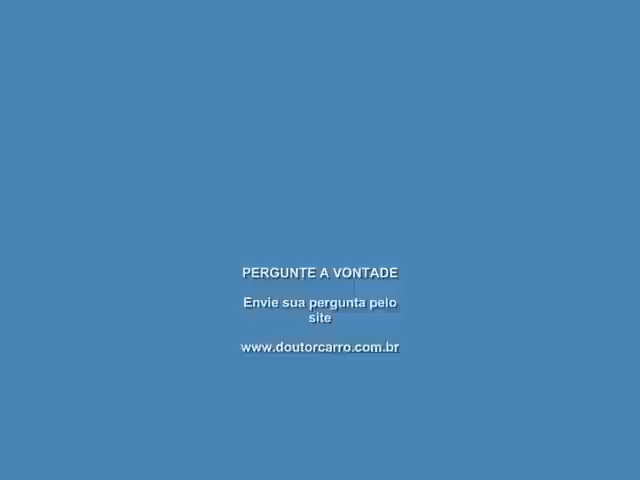 PERGUNTE A VONTADE
Envie sua pergunta pelo
site
www.doutorcarro.com.br